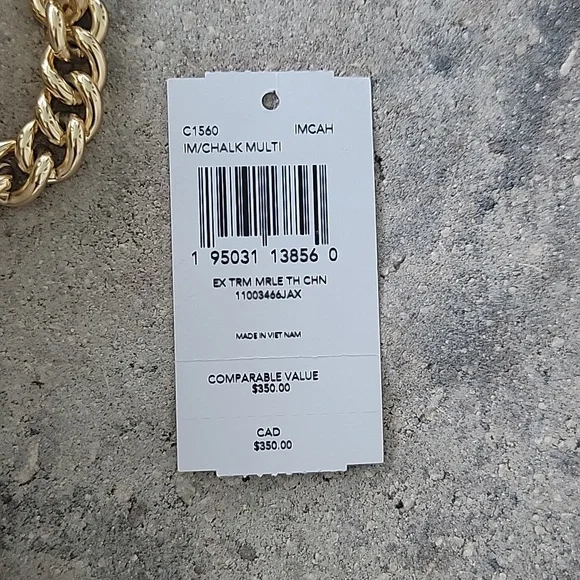 C1560 IMCAH
IM/CHALK MULTI
1 95031 13856 0
EX TRM MRLE TH CHN
11003466JAX
MADE IN VIET NAM
COMPARABLE VALUE
$350.00
CAD
$350.00